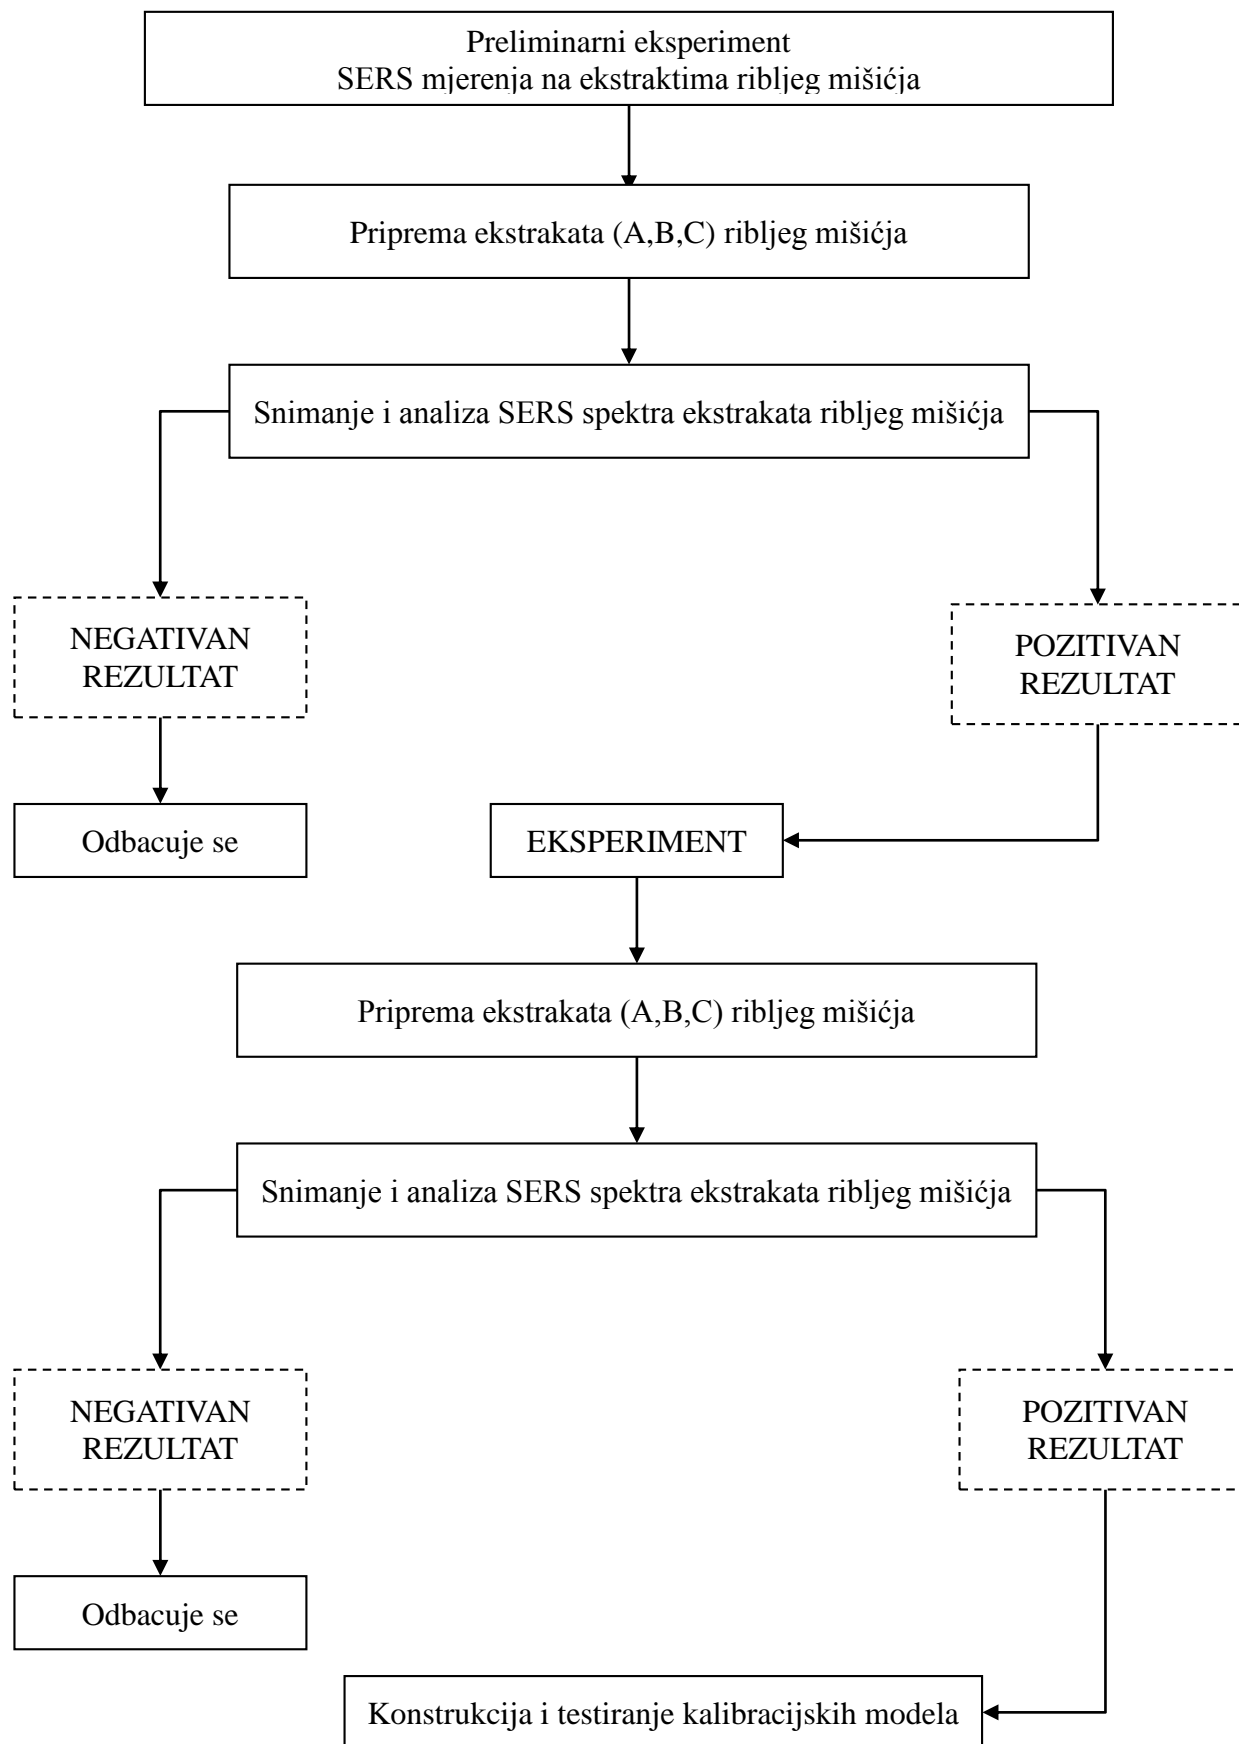 Preliminarni eksperiment
SERS mjerenja na ekstraktima ribljeg mišićja
Priprema ekstrakata (A,B,C) ribljeg mišićja
Snimanje i analiza SERS spektra ekstrakata ribljeg mišićja
NEGATIVAN
REZULTAT
POZITIVAN
REZULTAT
Odbacuje se
EKSPERIMENT
Priprema ekstrakata (A,B,C) ribljeg mišićja
Snimanje i analiza SERS spektra ekstrakata ribljeg mišićja
NEGATIVAN
REZULTAT
POZITIVAN
REZULTAT
Odbacuje se
Konstrukcija i testiranje kalibracijskih modela